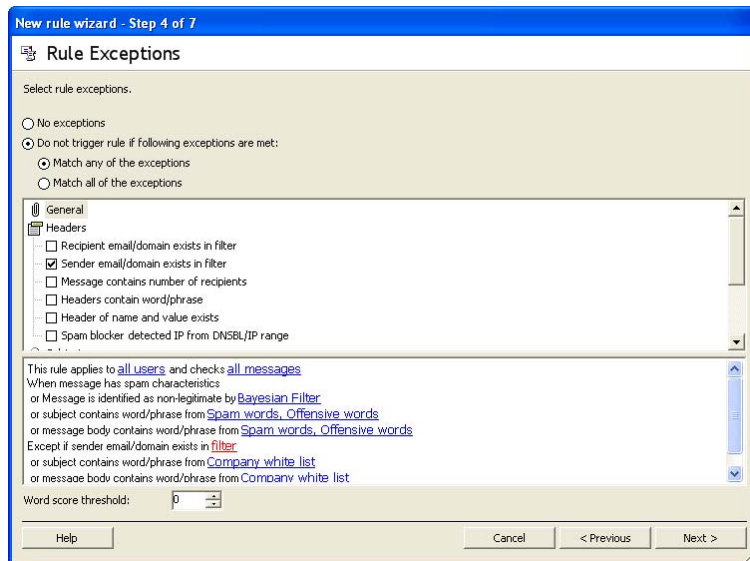 New rule wizard - Step 4 of 7
Rule Exceptions
Select rule exceptions.
No exceptions
Do not trigger rule if following exceptions are met:
Match any of the exceptions
Match all of the exceptions
General
Headers
Recipient email/domain exists in filter
Sender email/domain exists in filter
Message contains number of recipients
Headers contain word/phrase
Header of name and value exists
Spam blocker detected IP from DNSBL/IP range
This rule applies to all users and checks all messages
When message has spam characteristics
or Message is identified as non-legitimate by Bayesian Filter
or subject contains word/phrase from Spam words, Offensive words
or message body contains word/phrase from Spam words, Offensive words
Except if sender email/domain exists in filter
or subject contains word/phrase from Company white list
or message body contains word/phrase from Company white list
Word score threshold: 0
Help Cancel < Previous Next >